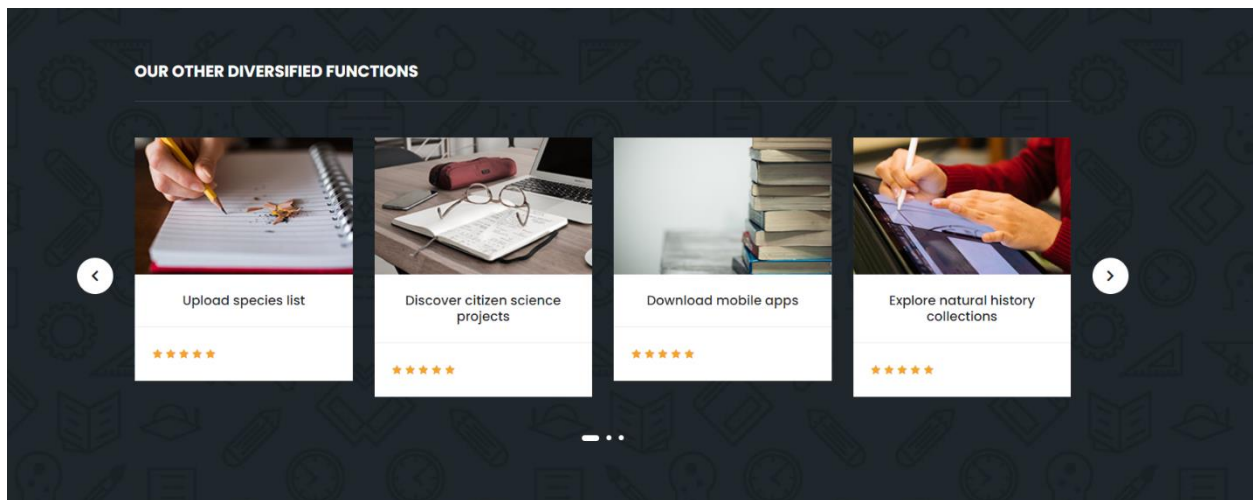 OUR OTHER DIVERSIFIED FUNCTIONS
Upload species list
Discover citizen science
projects
Download mobile apps
Explore natural history
collections